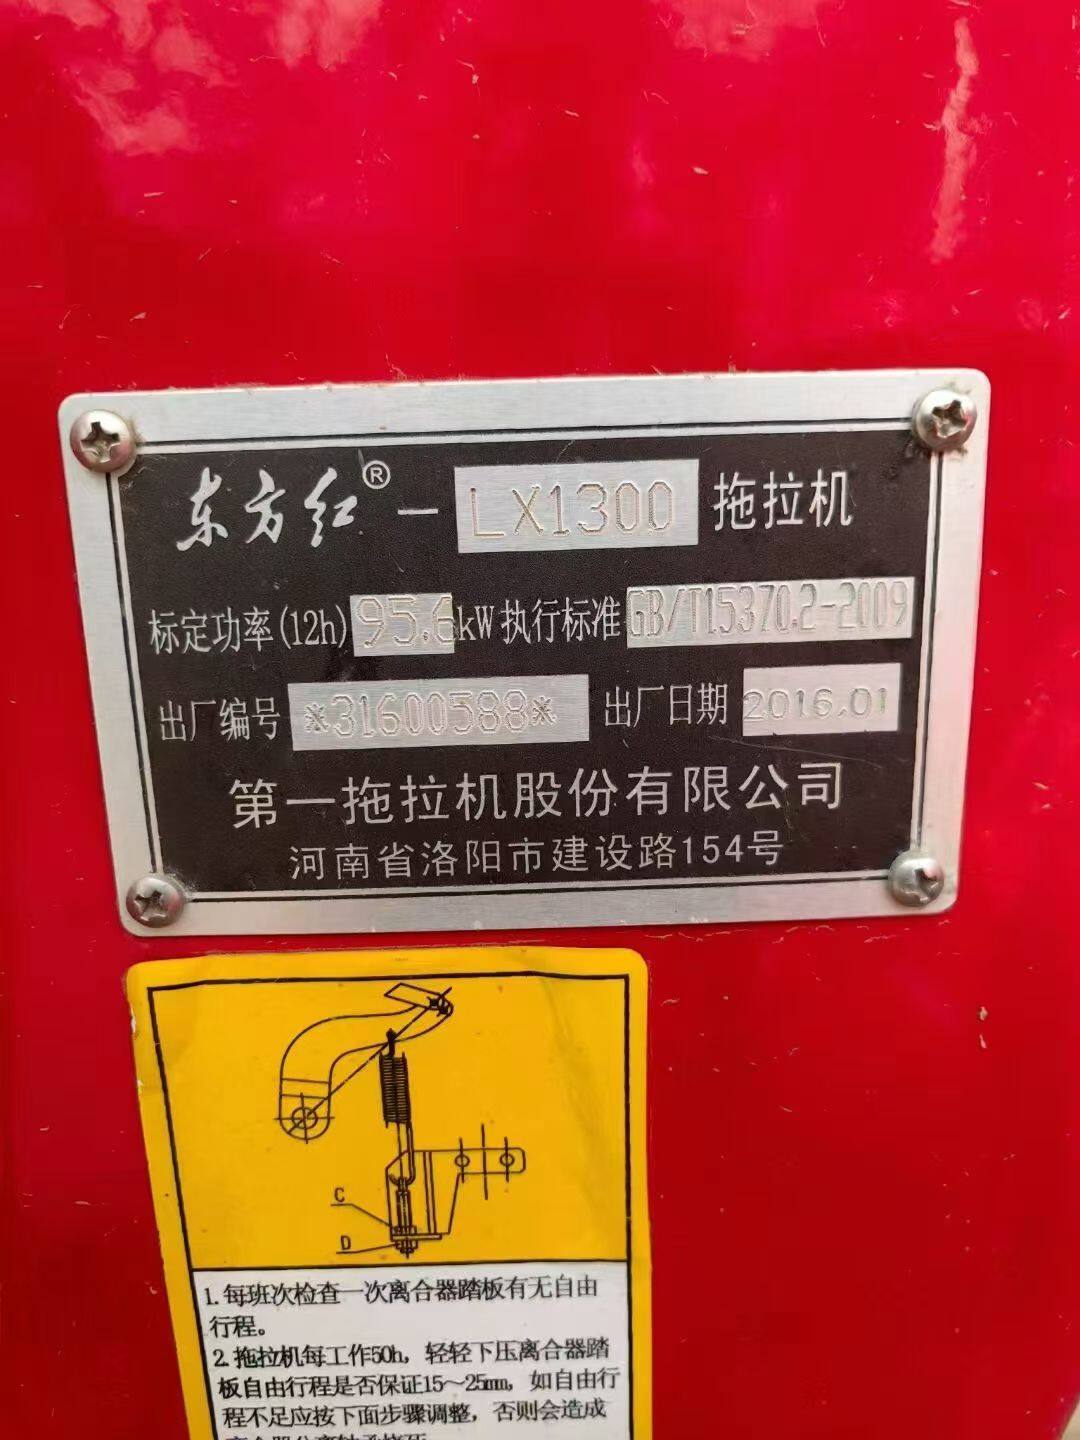 东方红® - LX1300 拖拉机
标定功率(12h) 95.6kW 执行标准 GB/T15370.2-2009
出厂编号 *31600588* 出厂日期 2016.01
第一拖拉机股份有限公司
河南省洛阳市建设路154号
C
D
1.每班次检查一次离合器踏板有无自由
行程。
2.拖拉机每工作50h，轻轻下压离合器踏
板自由行程是否保证15～25mm，如自由行
程不足应按下面步骤调整，否则会造成